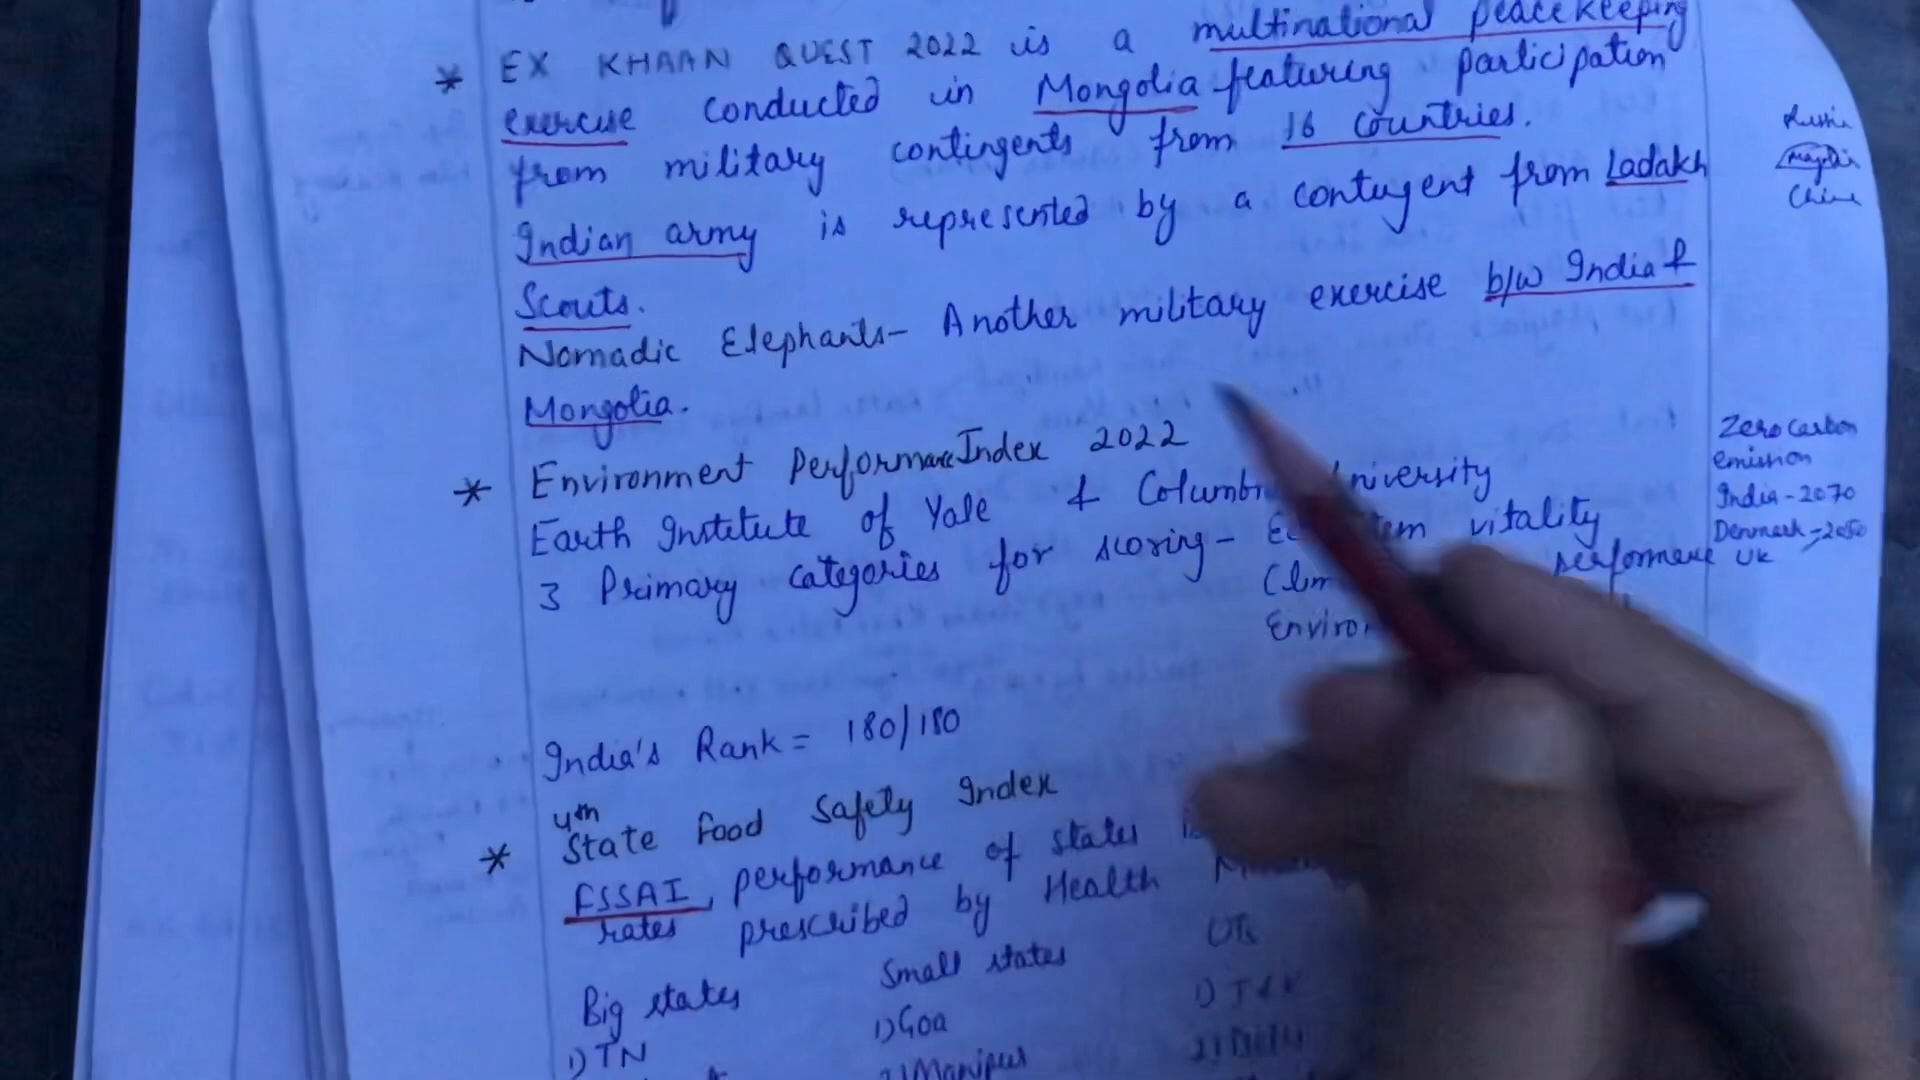 * EX KHAAN QUEST 2022 is a multinational peacekeeping
exercise conducted in Mongolia featuring participation
from military contingents from 16 countries.
Indian army is represented by a contugent from Ladakh
Scouts.
Nomadic Elephants- Another military exercise b/w India &
Mongolia.
* Environment Performance Index 2022
Earth Institute of Yale & University
3 Primary categories for scoring- vitality
performance
India's Rank = 180/180
4th
* State Food Safety Index
FSSAI, performance of states
rates prescribed by Health
Big states Small states UTs
1) TN 1) Goa 1) J&K
2) Manipur 2) Delhi
Russia
China
Zero Carbon
emission
India - 2070
Denmark - 2050
UK